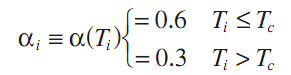 αᵢ ≡ α(Tᵢ) { = 0.6 Tᵢ ≤ T꜀
= 0.3 Tᵢ > T꜀